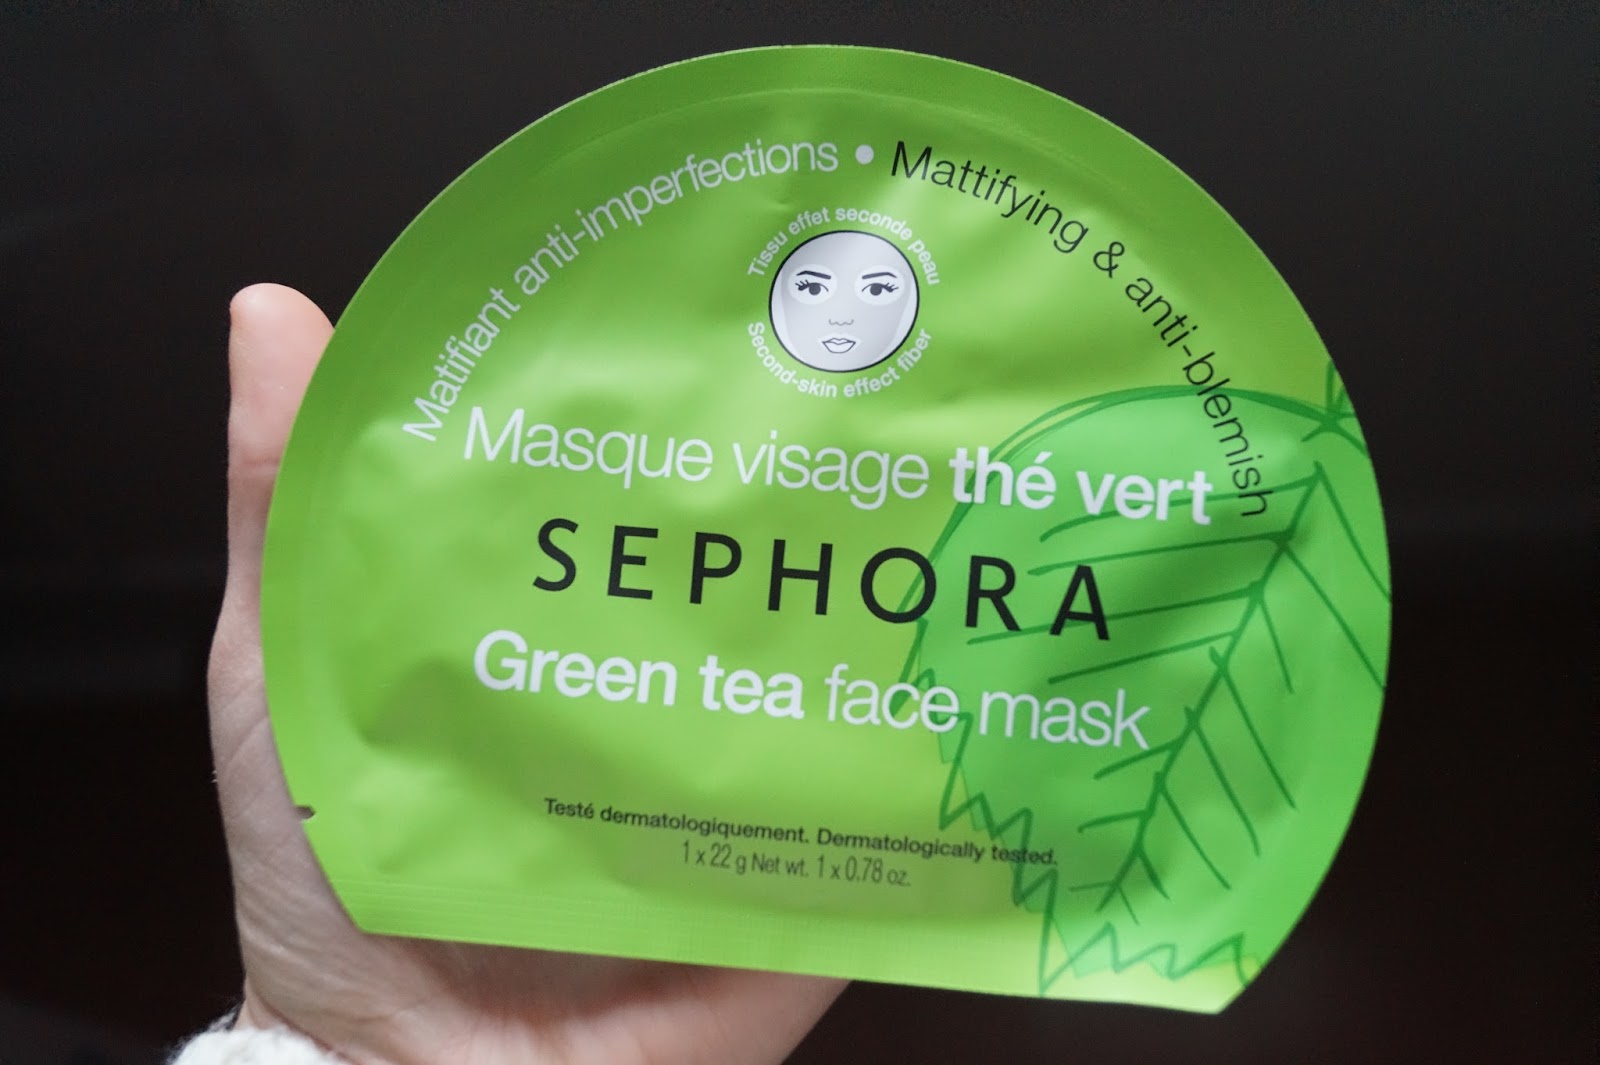 Matifiant anti-imperfections • Mattifying & anti-blemish
Tissu effet seconde peau
Second-skin effect fiber
Masque visage thé vert
SEPHORA
Green tea face mask
Testé dermatologiquement. Dermatologically tested.
1 x 22 g Net wt. 1 x 0.78 oz.